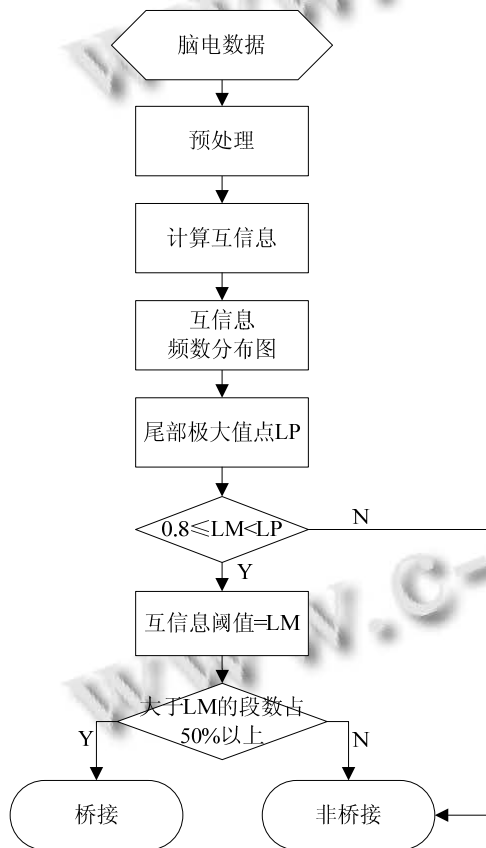 脑电数据
预处理
计算互信息
互信息
频数分布图
尾部极大值点LP
0.8≤LM<LP
N
Y
互信息阈值=LM
大于LM的段数占
50%以上
Y
N
桥接
非桥接
www.c-